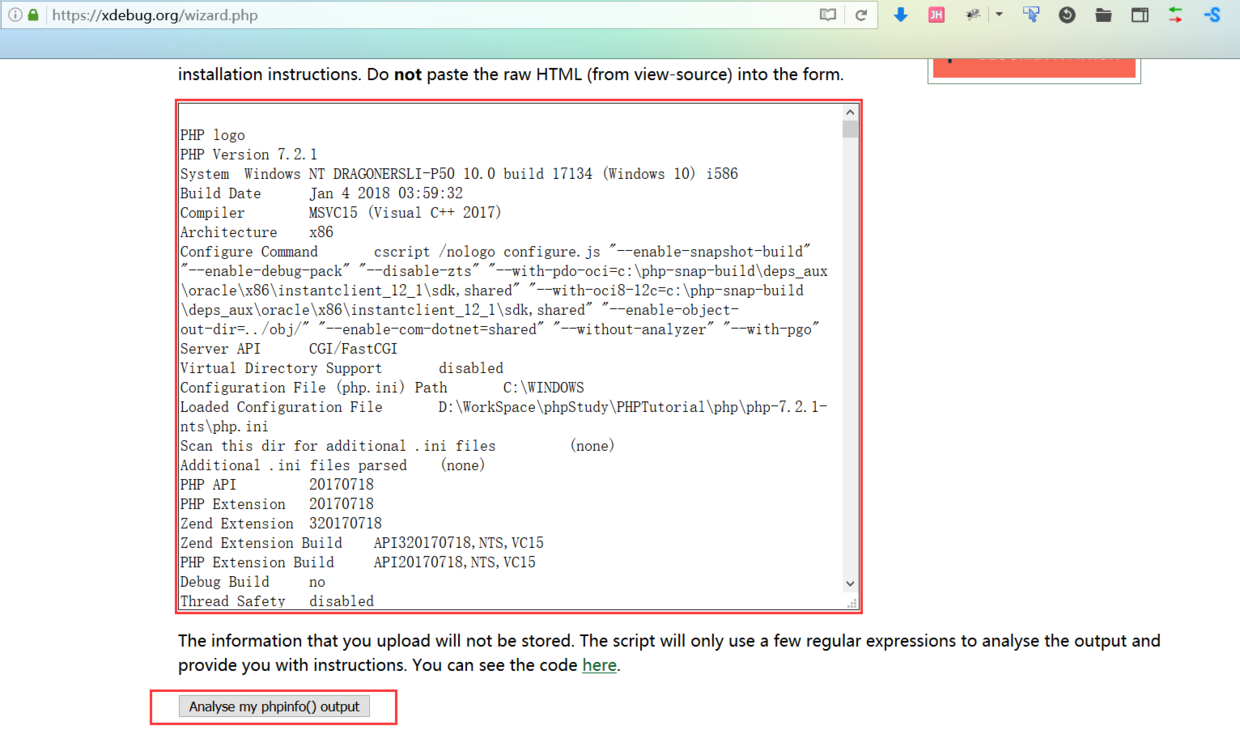 https://xdebug.org/wizard.php
JH
installation instructions. Do not paste the raw HTML (from view-source) into the form.
PHP logo
PHP Version 7.2.1
System Windows NT DRAGONERSLI-P50 10.0 build 17134 (Windows 10) i586
Build Date Jan 4 2018 03:59:32
Compiler MSVC15 (Visual C++ 2017)
Architecture x86
Configure Command cscript /nologo configure.js "--enable-snapshot-build"
"--enable-debug-pack" "--disable-zts" "--with-pdo-oci=c:\php-snap-build\deps_aux
\oracle\x86\instantclient_12_1\sdk,shared" "--with-oci8-12c=c:\php-snap-build
\deps_aux\oracle\x86\instantclient_12_1\sdk,shared" "--enable-object-
out-dir=../obj/" "--enable-com-dotnet=shared" "--without-analyzer" "--with-pgo"
Server API CGI/FastCGI
Virtual Directory Support disabled
Configuration File (php.ini) Path C:\WINDOWS
Loaded Configuration File D:\WorkSpace\phpStudy\PHPTutorial\php\php-7.2.1-
nts\php.ini
Scan this dir for additional .ini files (none)
Additional .ini files parsed (none)
PHP API 20170718
PHP Extension 20170718
Zend Extension 320170718
Zend Extension Build API320170718,NTS,VC15
PHP Extension Build API20170718,NTS,VC15
Debug Build no
Thread Safety disabled
The information that you upload will not be stored. The script will only use a few regular expressions to analyse the output and
provide you with instructions. You can see the code here.
Analyse my phpinfo() output